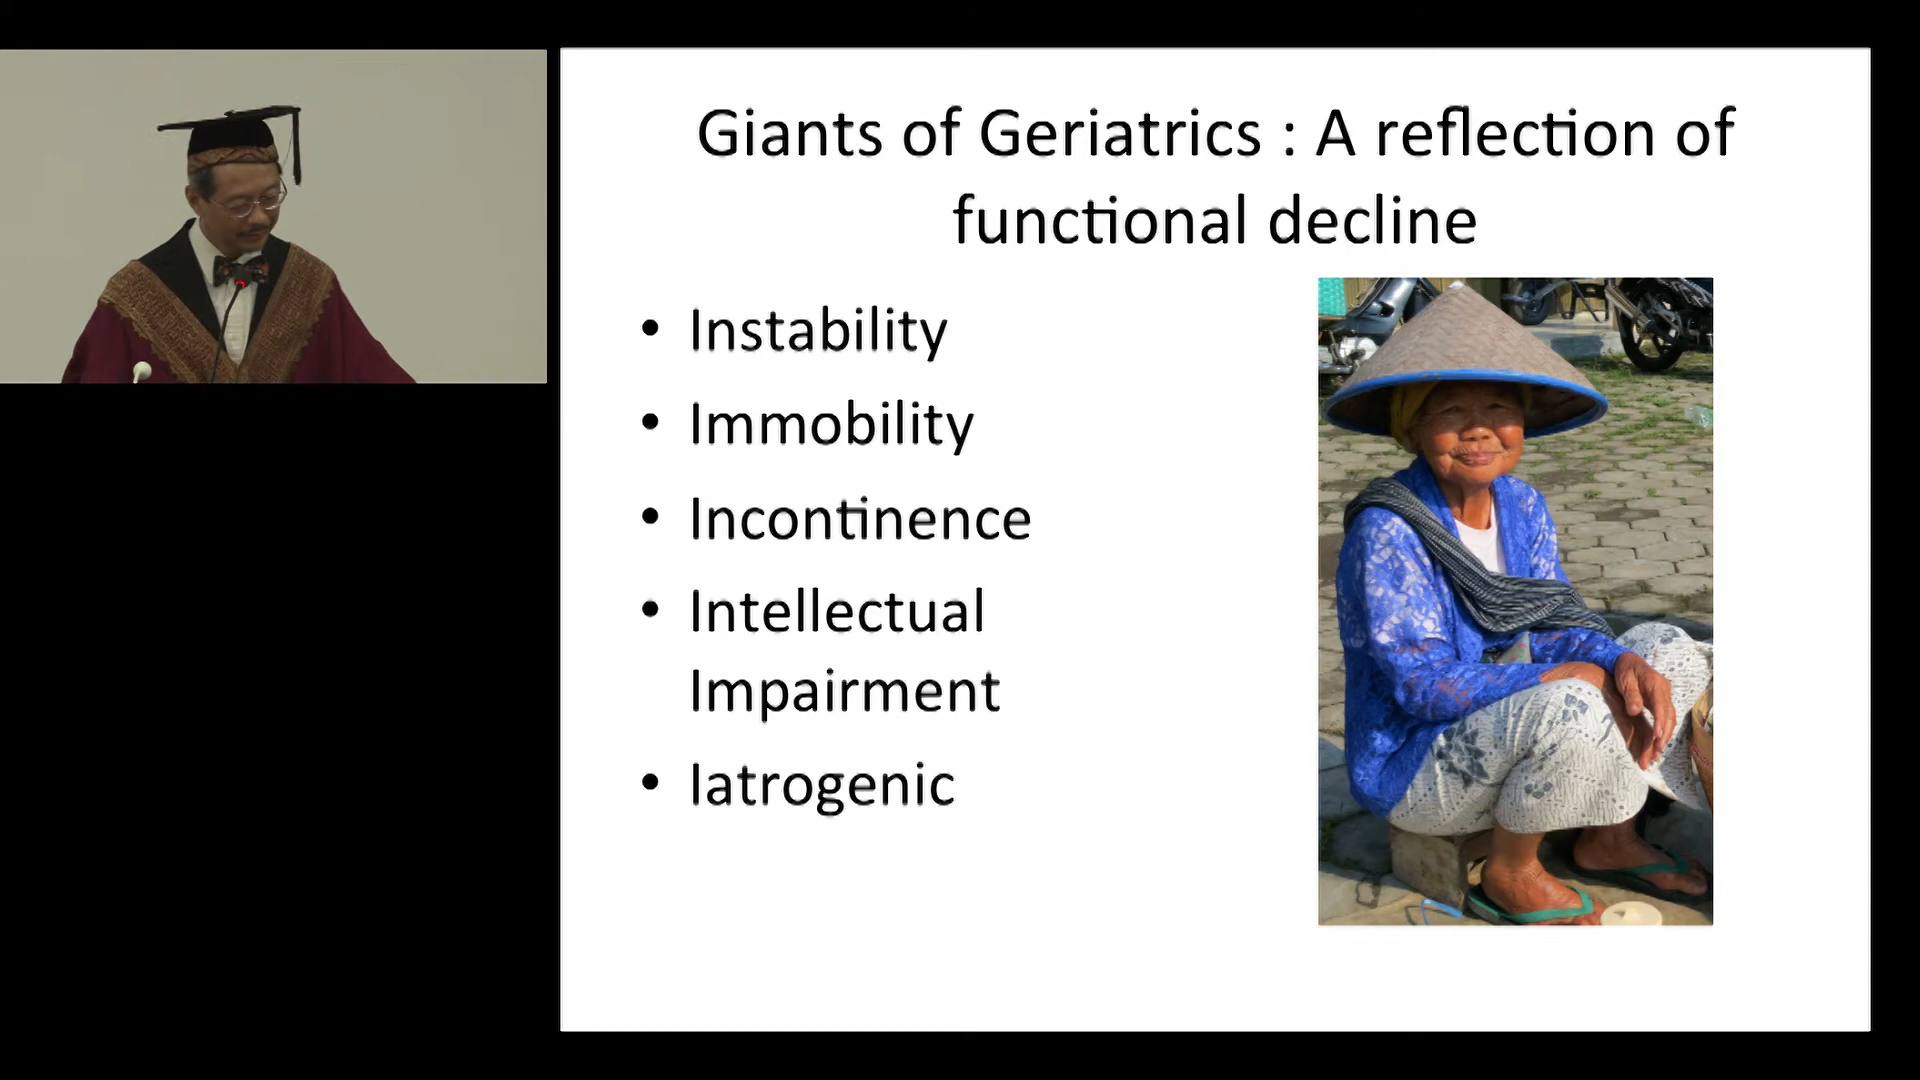 Giants of Geriatrics : A reflection of
functional decline
• Instability
• Immobility
• Incontinence
• Intellectual
Impairment
• Iatrogenic